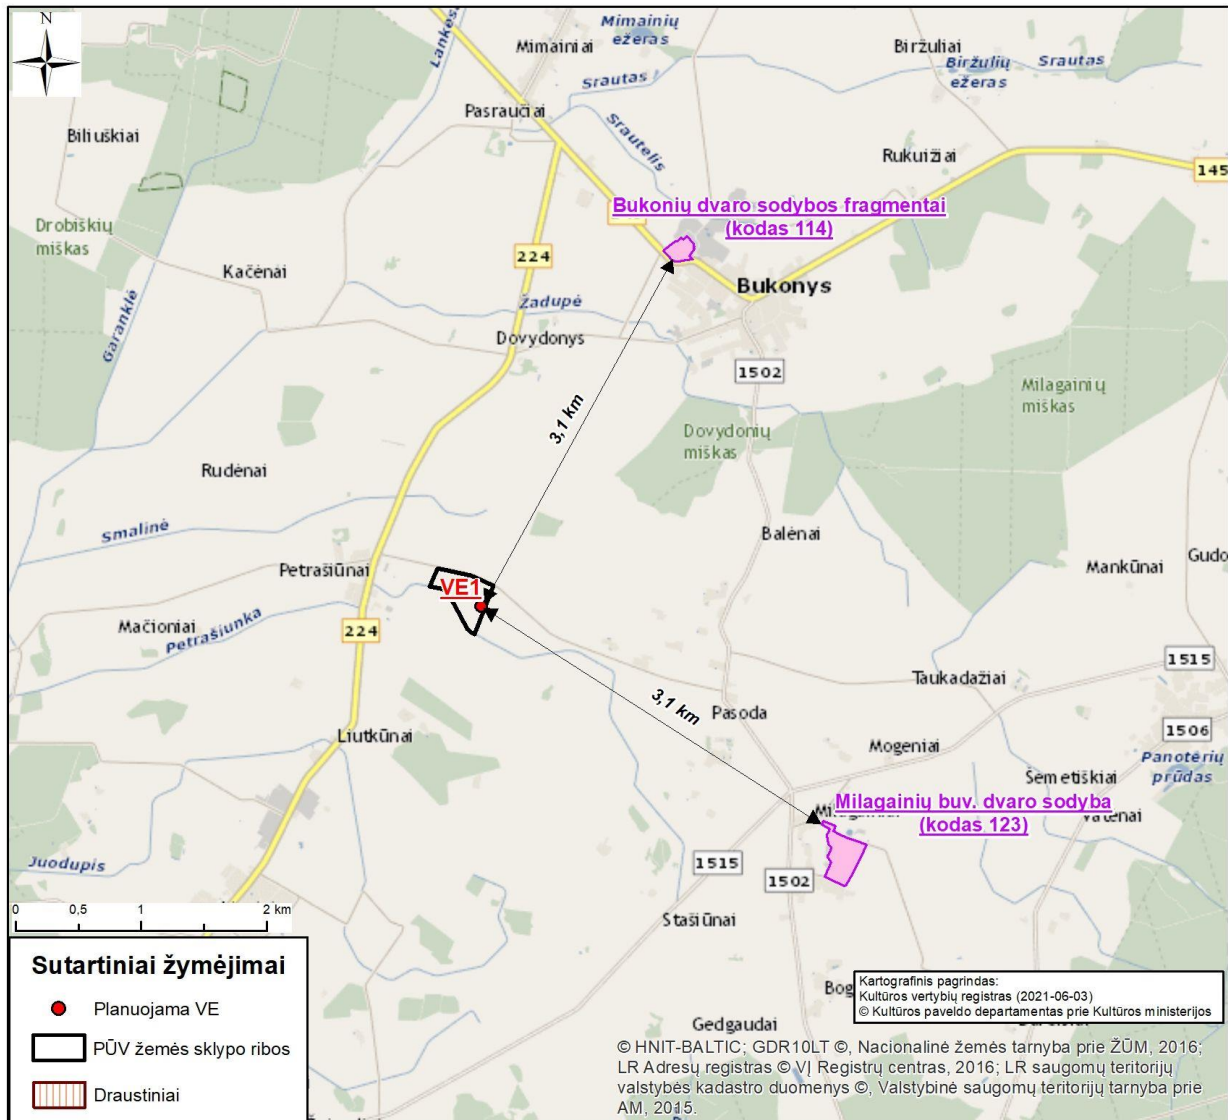 N
Mimainių
ežeras
Lankesa
Mimainiai
Biržuliai
Biržulių
ežeras
Srautas
Srautas
Pasraučiai
Srautelis
Biliuškiai
Rukuižiai
145
Bukonių dvaro sodybos fragmentai
(kodas 114)
Drobiškių
miškas
224
Kačėnai
Bukonys
Žadupė
Garanklė
Dovydonys
1502
Milagainių
miškas
3,1 km
Dovydonių
miškas
Rudėnai
Smalinė
Balėnai
Petrašiūnai
Mankūnai
Gudo
VE1
Mačioniai
Petrašiunka
224
1515
Taukadažiai
3,1 km
Pasoda
1506
Liutkūnai
Mogeniai
Panotėrių
prūdas
Šemetiškiai
Milagainių buv. dvaro sodyba
(kodas 123)
Juodupis
1515
1502
0 0,5 1 2 km
Stašiūnai
Sutartiniai žymėjimai
Planuojama VE
PŪV žemės sklypo ribos
Draustiniai
Kartografinis pagrindas:
Kultūros vertybių registras (2021-06-03)
© Kultūros paveldo departamentas prie Kultūros ministerijos
Bog
Gedgaudai
© HNIT-BALTIC; GDR10LT ©, Nacionalinė žemės tarnyba prie ŽŪM, 2016;
LR Adresų registras © VĮ Registrų centras, 2016; LR saugomų teritorijų
valstybės kadastro duomenys ©, Valstybinė saugomų teritorijų tarnyba prie
AM, 2015.